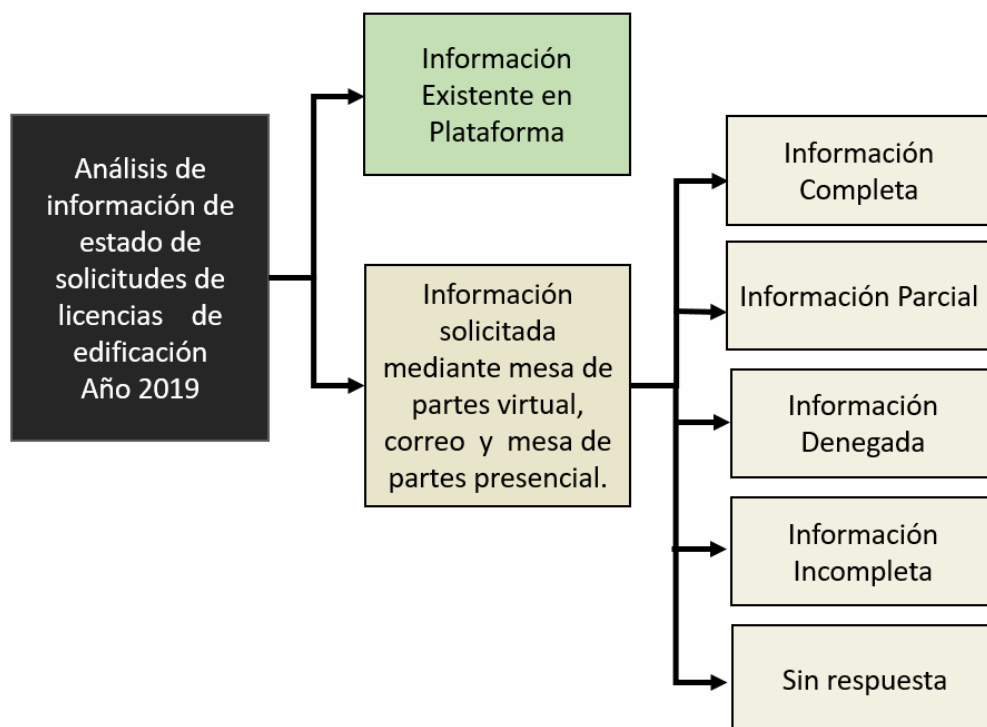 Análisis de
información de
estado de
solicitudes de
licencias de
edificación
Año 2019
Información
Existente en
Plataforma
Información
solicitada
mediante mesa de
partes virtual,
correo y mesa de
partes presencial.
Información
Completa
Información Parcial
Información
Denegada
Información
Incompleta
Sin respuesta